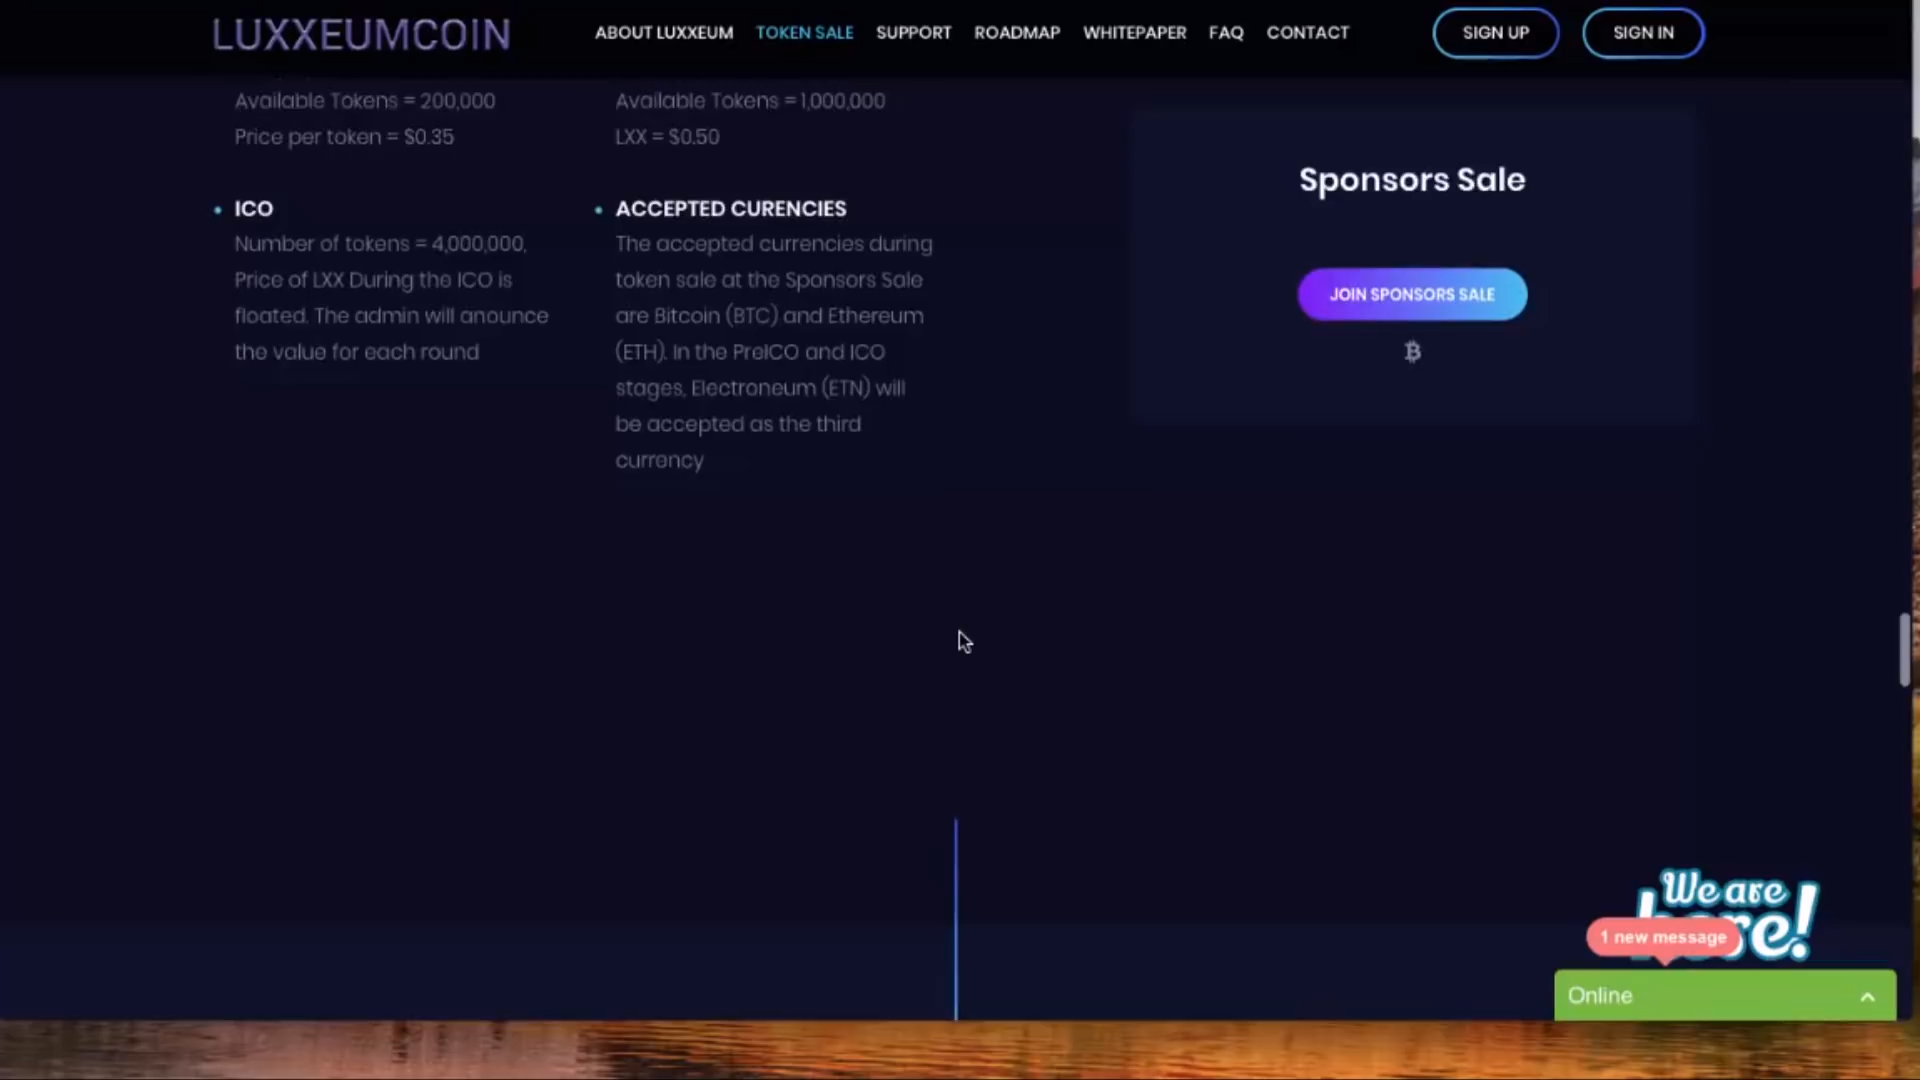 LUXXEUMCOIN
ABOUT LUXXEUM TOKEN SALE SUPPORT ROADMAP WHITEPAPER FAQ CONTACT SIGN UP SIGN IN
Available Tokens = 200,000
Price per token = $0.35
Available Tokens = 1,000,000
LXX = $0.50
ICO
Number of tokens = 4,000,000,
Price of LXX During the ICO is
floated. The admin will anounce
the value for each round
ACCEPTED CURENCIES
The accepted currencies during
token sale at the Sponsors Sale
are Bitcoin (BTC) and Ethereum
(ETH). In the PreICO and ICO
stages, Electroneum (ETN) will
be accepted as the third
currency
Sponsors Sale
JOIN SPONSORS SALE
We are
1 new message
Online